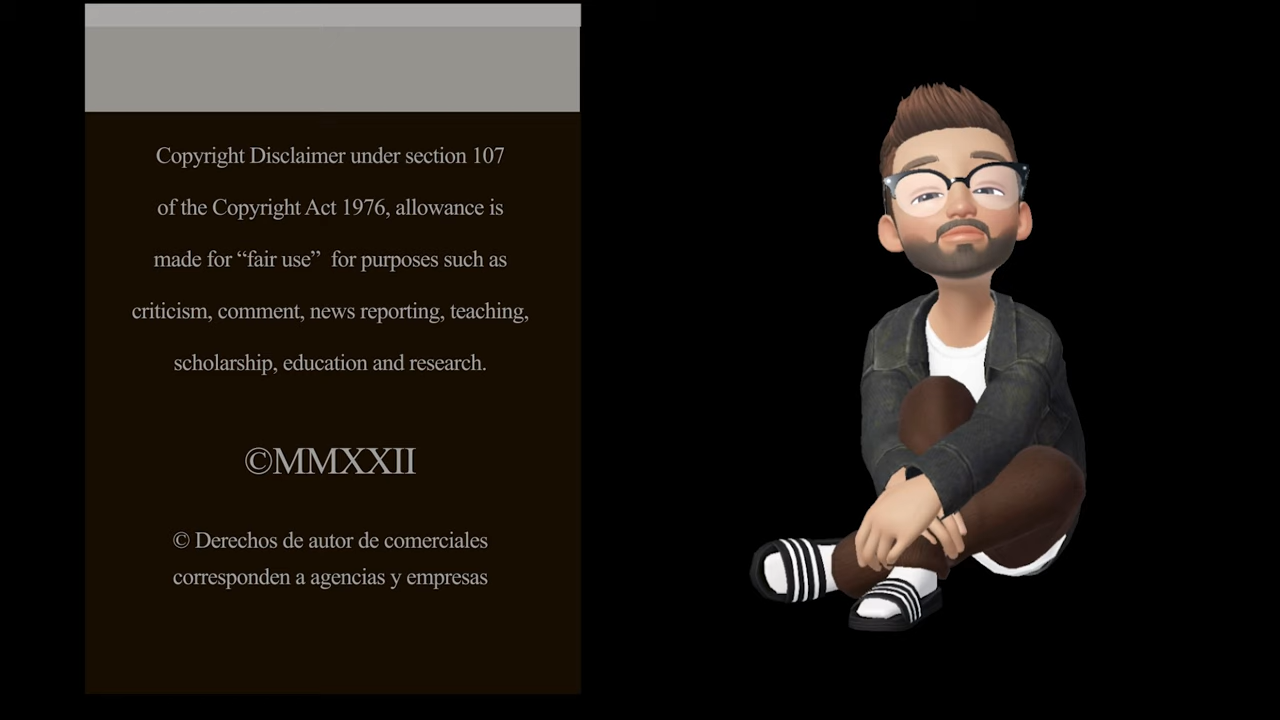 Copyright Disclaimer under section 107
of the Copyright Act 1976, allowance is
made for “fair use”  for purposes such as
criticism, comment, news reporting, teaching,
scholarship, education and research.
©MMXXII
© Derechos de autor de comerciales
corresponden a agencias y empresas